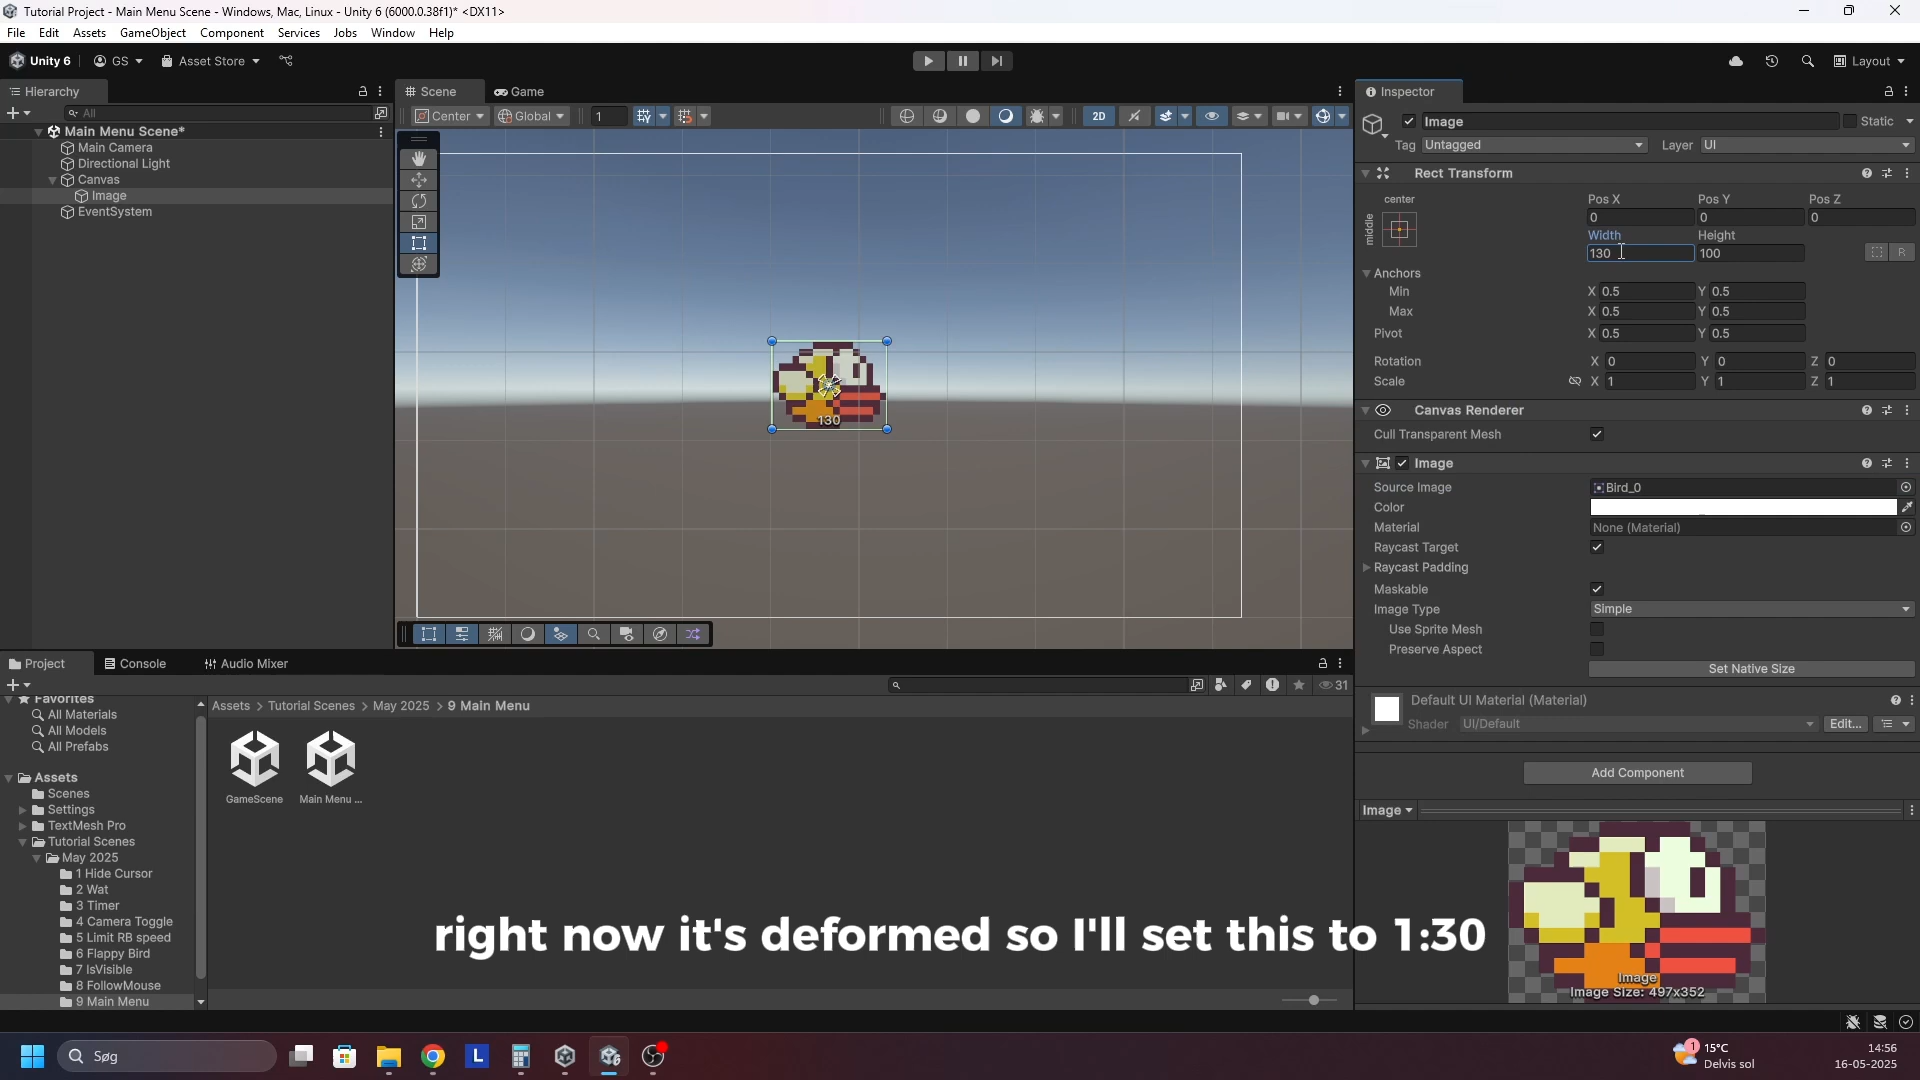 Tutorial Project - Main Menu Scene - Windows, Mac, Linux - Unity 6 (6000.0.38f1)* <DX11>
File Edit Assets GameObject Component Services Jobs Window Help
Unity 6 GS Asset Store Layout
Hierarchy Scene Game Inspector
All Center Global 1 2D Image Static
Tag Untagged Layer UI
Main Menu Scene*
Main Camera
Directional Light
Canvas
Image
EventSystem
Rect Transform
center Pos X Pos Y Pos Z
middle 0 0 0
Width Height
130 100 R
Anchors
Min X 0.5 Y 0.5
Max X 0.5 Y 0.5
Pivot X 0.5 Y 0.5
Rotation X 0 Y 0 Z 0
Scale X 1 Y 1 Z 1
130
Canvas Renderer
Cull Transparent Mesh
Image
Source Image Bird_0
Color
Material None (Material)
Raycast Target
Raycast Padding
Maskable
Image Type Simple
Use Sprite Mesh
Preserve Aspect
Set Native Size
Default UI Material (Material)
Shader UI/Default Edit...
Add Component
Image
Image
Image Size: 497x352
Project Console Audio Mixer
31
Favorites
All Materials
All Models
All Prefabs
Assets
Scenes
Settings
TextMesh Pro
Tutorial Scenes
May 2025
1 Hide Cursor
2 Wat
3 Timer
4 Camera Toggle
5 Limit RB speed
6 Flappy Bird
7 IsVisible
8 FollowMouse
9 Main Menu
Assets > Tutorial Scenes > May 2025 > 9 Main Menu
GameScene Main Menu ...
right now it's deformed so I'll set this to 1:30
Søg
L
6
1
15°C
Delvis sol
14:56
16-05-2025